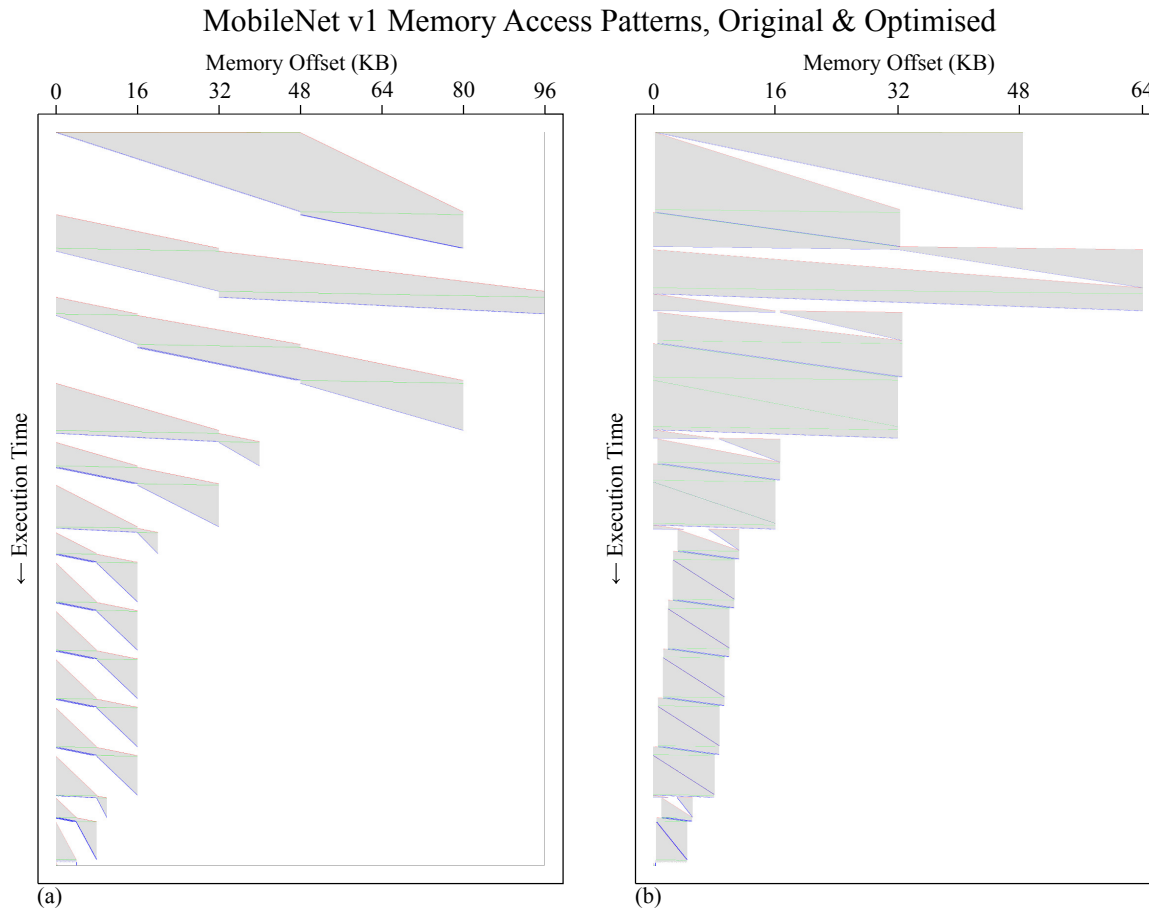 MobileNet v1 Memory Access Patterns, Original & Optimised
Memory Offset (KB)
0 16 32 48 64 80 96
← Execution Time
(a)
Memory Offset (KB)
0 16 32 48 64
← Execution Time
(b)